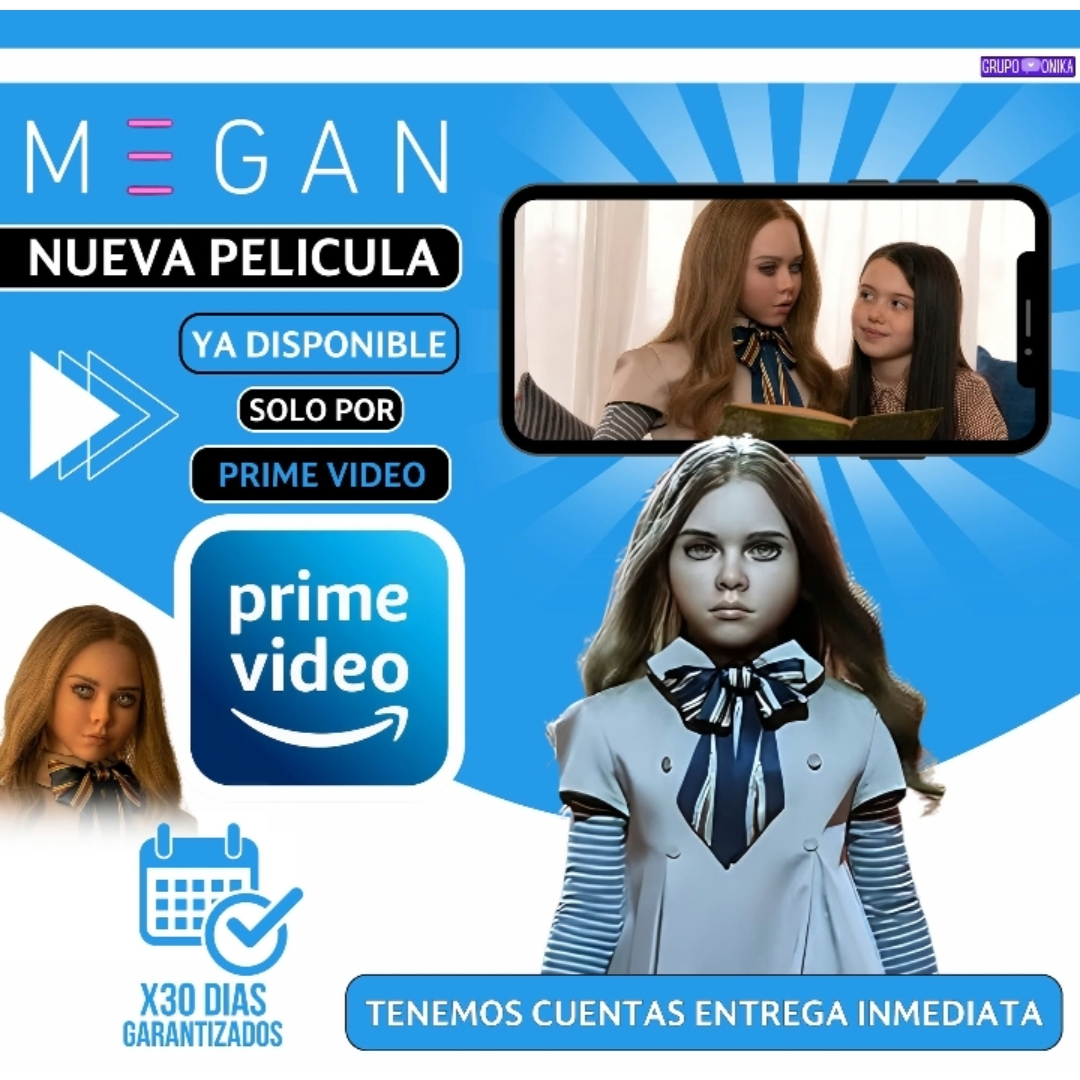 GRUPO ONIKA
MEGAN
NUEVA PELICULA
YA DISPONIBLE
SOLO POR
PRIME VIDEO
prime
video
X30 DIAS
GARANTIZADOS
TENEMOS CUENTAS ENTREGA INMEDIATA